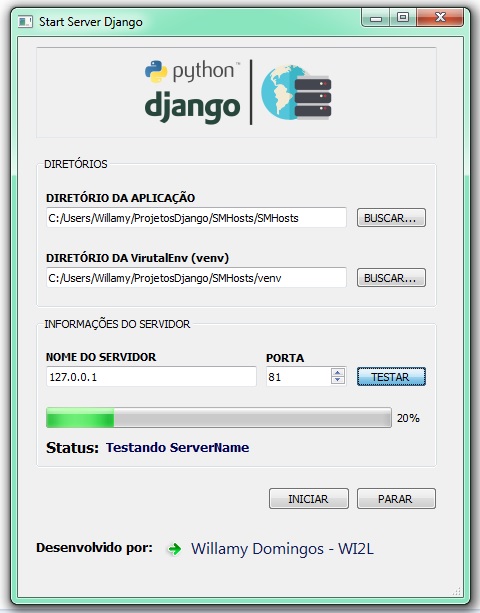 Start Server Django
python™
django
DIRETÓRIOS
DIRETÓRIO DA APLICAÇÃO
C:/Users/Willamy/ProjetosDjango/SMHosts/SMHosts
BUSCAR...
DIRETÓRIO DA VirutalEnv (venv)
C:/Users/Willamy/ProjetosDjango/SMHosts/venv
BUSCAR...
INFORMAÇÕES DO SERVIDOR
NOME DO SERVIDOR PORTA
127.0.0.1 81 TESTAR
20%
Status: Testando ServerName
INICIAR PARAR
Desenvolvido por: Willamy Domingos - WI2L